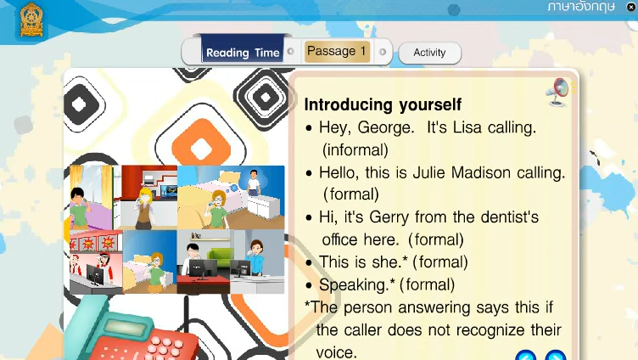 ภาษาอังกฤษ
Reading Time
Passage 1
Activity
Introducing yourself
• Hey, George. It's Lisa calling.
(informal)
• Hello, this is Julie Madison calling.
(formal)
• Hi, it's Gerry from the dentist's
office here. (formal)
• This is she.* (formal)
• Speaking.* (formal)
*The person answering says this if
the caller does not recognize their
voice.